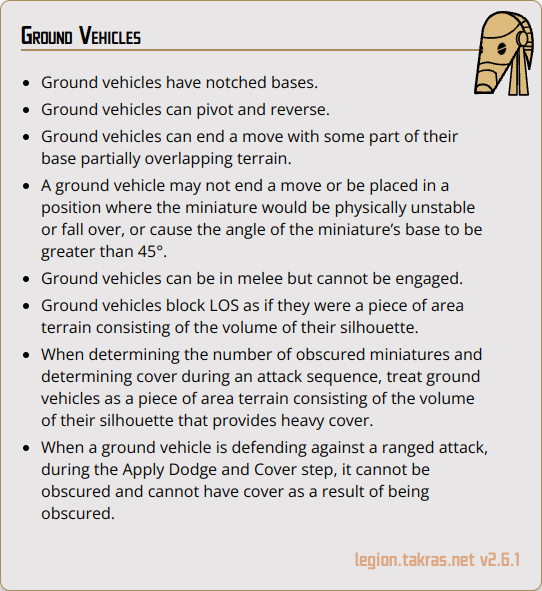 Ground Vehicles
• Ground vehicles have notched bases.
• Ground vehicles can pivot and reverse.
• Ground vehicles can end a move with some part of their
base partially overlapping terrain.
• A ground vehicle may not end a move or be placed in a
position where the miniature would be physically unstable
or fall over, or cause the angle of the miniature’s base to be
greater than 45°.
• Ground vehicles can be in melee but cannot be engaged.
• Ground vehicles block LOS as if they were a piece of area
terrain consisting of the volume of their silhouette.
• When determining the number of obscured miniatures and
determining cover during an attack sequence, treat ground
vehicles as a piece of area terrain consisting of the volume
of their silhouette that provides heavy cover.
• When a ground vehicle is defending against a ranged attack,
during the Apply Dodge and Cover step, it cannot be
obscured and cannot have cover as a result of being
obscured.
legion.takras.net v2.6.1